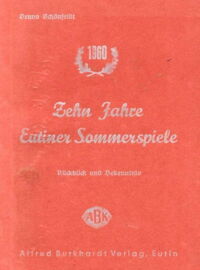 Benno Schönfeldt
1960
Zehn Jahre
Eutiner Sommerspiele
Rückblick und Bekenntnis
ABK
Alfred Burkhardt Verlag, Eutin